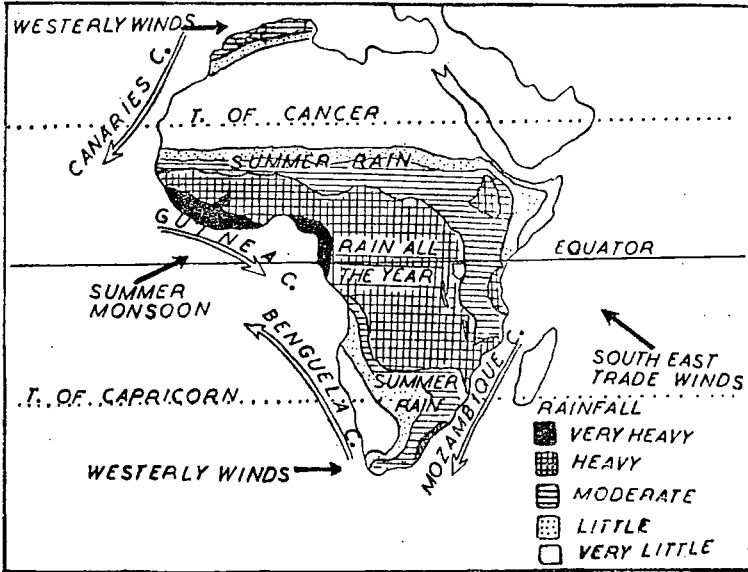 WESTERLY WINDS
CANARIES C.
T. OF CANCER
SUMMER RAIN
GUINEA C.
RAIN ALL
THE YEAR
EQUATOR
SUMMER
MONSOON
BENGUELA C.
MOZAMBIQUE C.
SOUTH EAST
TRADE WINDS
T. OF CAPRICORN
SUMMER
RAIN
WESTERLY WINDS
RAINFALL
VERY HEAVY
HEAVY
MODERATE
LITTLE
VERY LITTLE